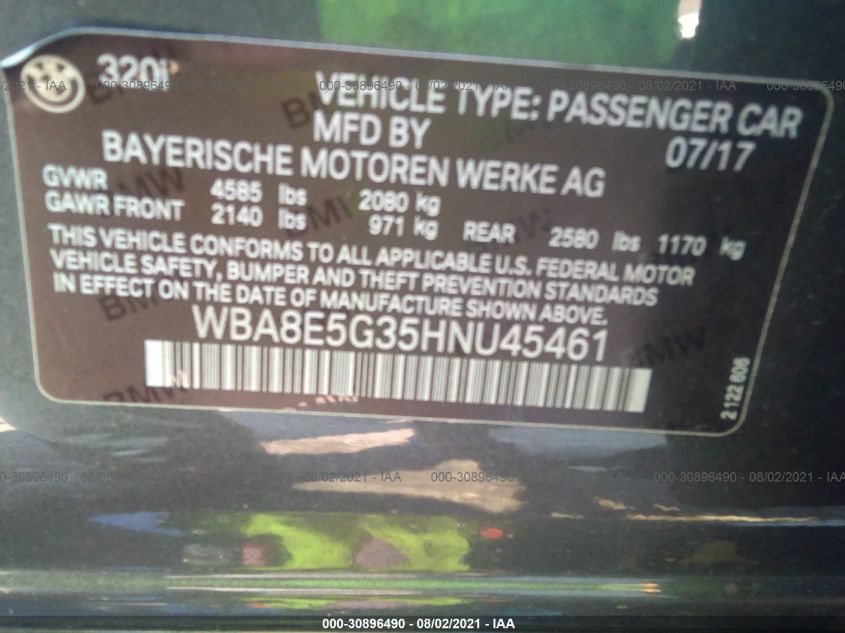 320i
VEHICLE TYPE: PASSENGER CAR
MFD BY 07/17
BAYERISCHE MOTOREN WERKE AG
GVWR 4585 lbs 2080 kg
GAWR FRONT 2140 lbs 971 kg REAR 2580 lbs 1170 kg
THIS VEHICLE CONFORMS TO ALL APPLICABLE U.S. FEDERAL MOTOR
VEHICLE SAFETY, BUMPER AND THEFT PREVENTION STANDARDS
IN EFFECT ON THE DATE OF MANUFACTURE SHOWN ABOVE.
WBA8E5G35HNU45461
2 122 606
000-30896490 - 08/02/2021 - IAA